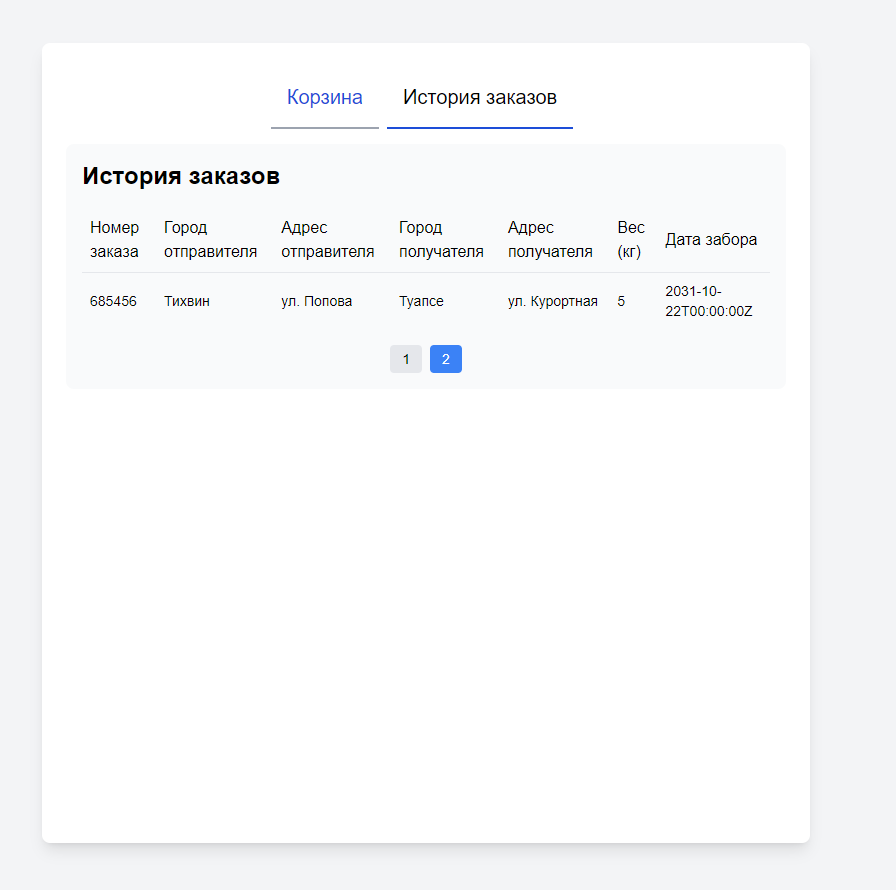 Корзина История заказов
История заказов
Номер Город Адрес Город Адрес Вес Дата забора
заказа отправителя отправителя получателя получателя (кг)
685456 Тихвин ул. Попова Туапсе ул. Курортная 5 2031-10-
22T00:00:00Z
1 2